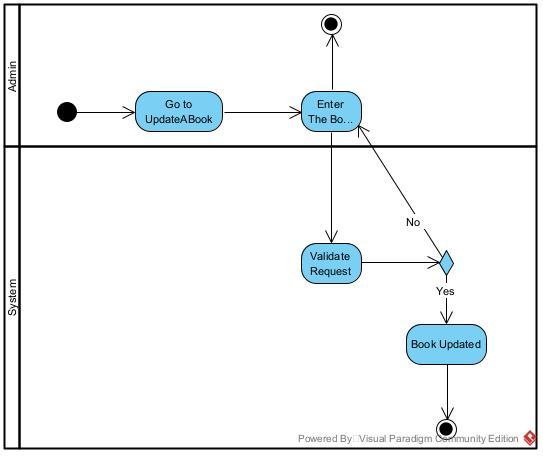 Admin
Go to
UpdateABook
Enter
The Bo...
No
System
Validate
Request
Yes
Book Updated
Powered By Visual Paradigm Community Edition